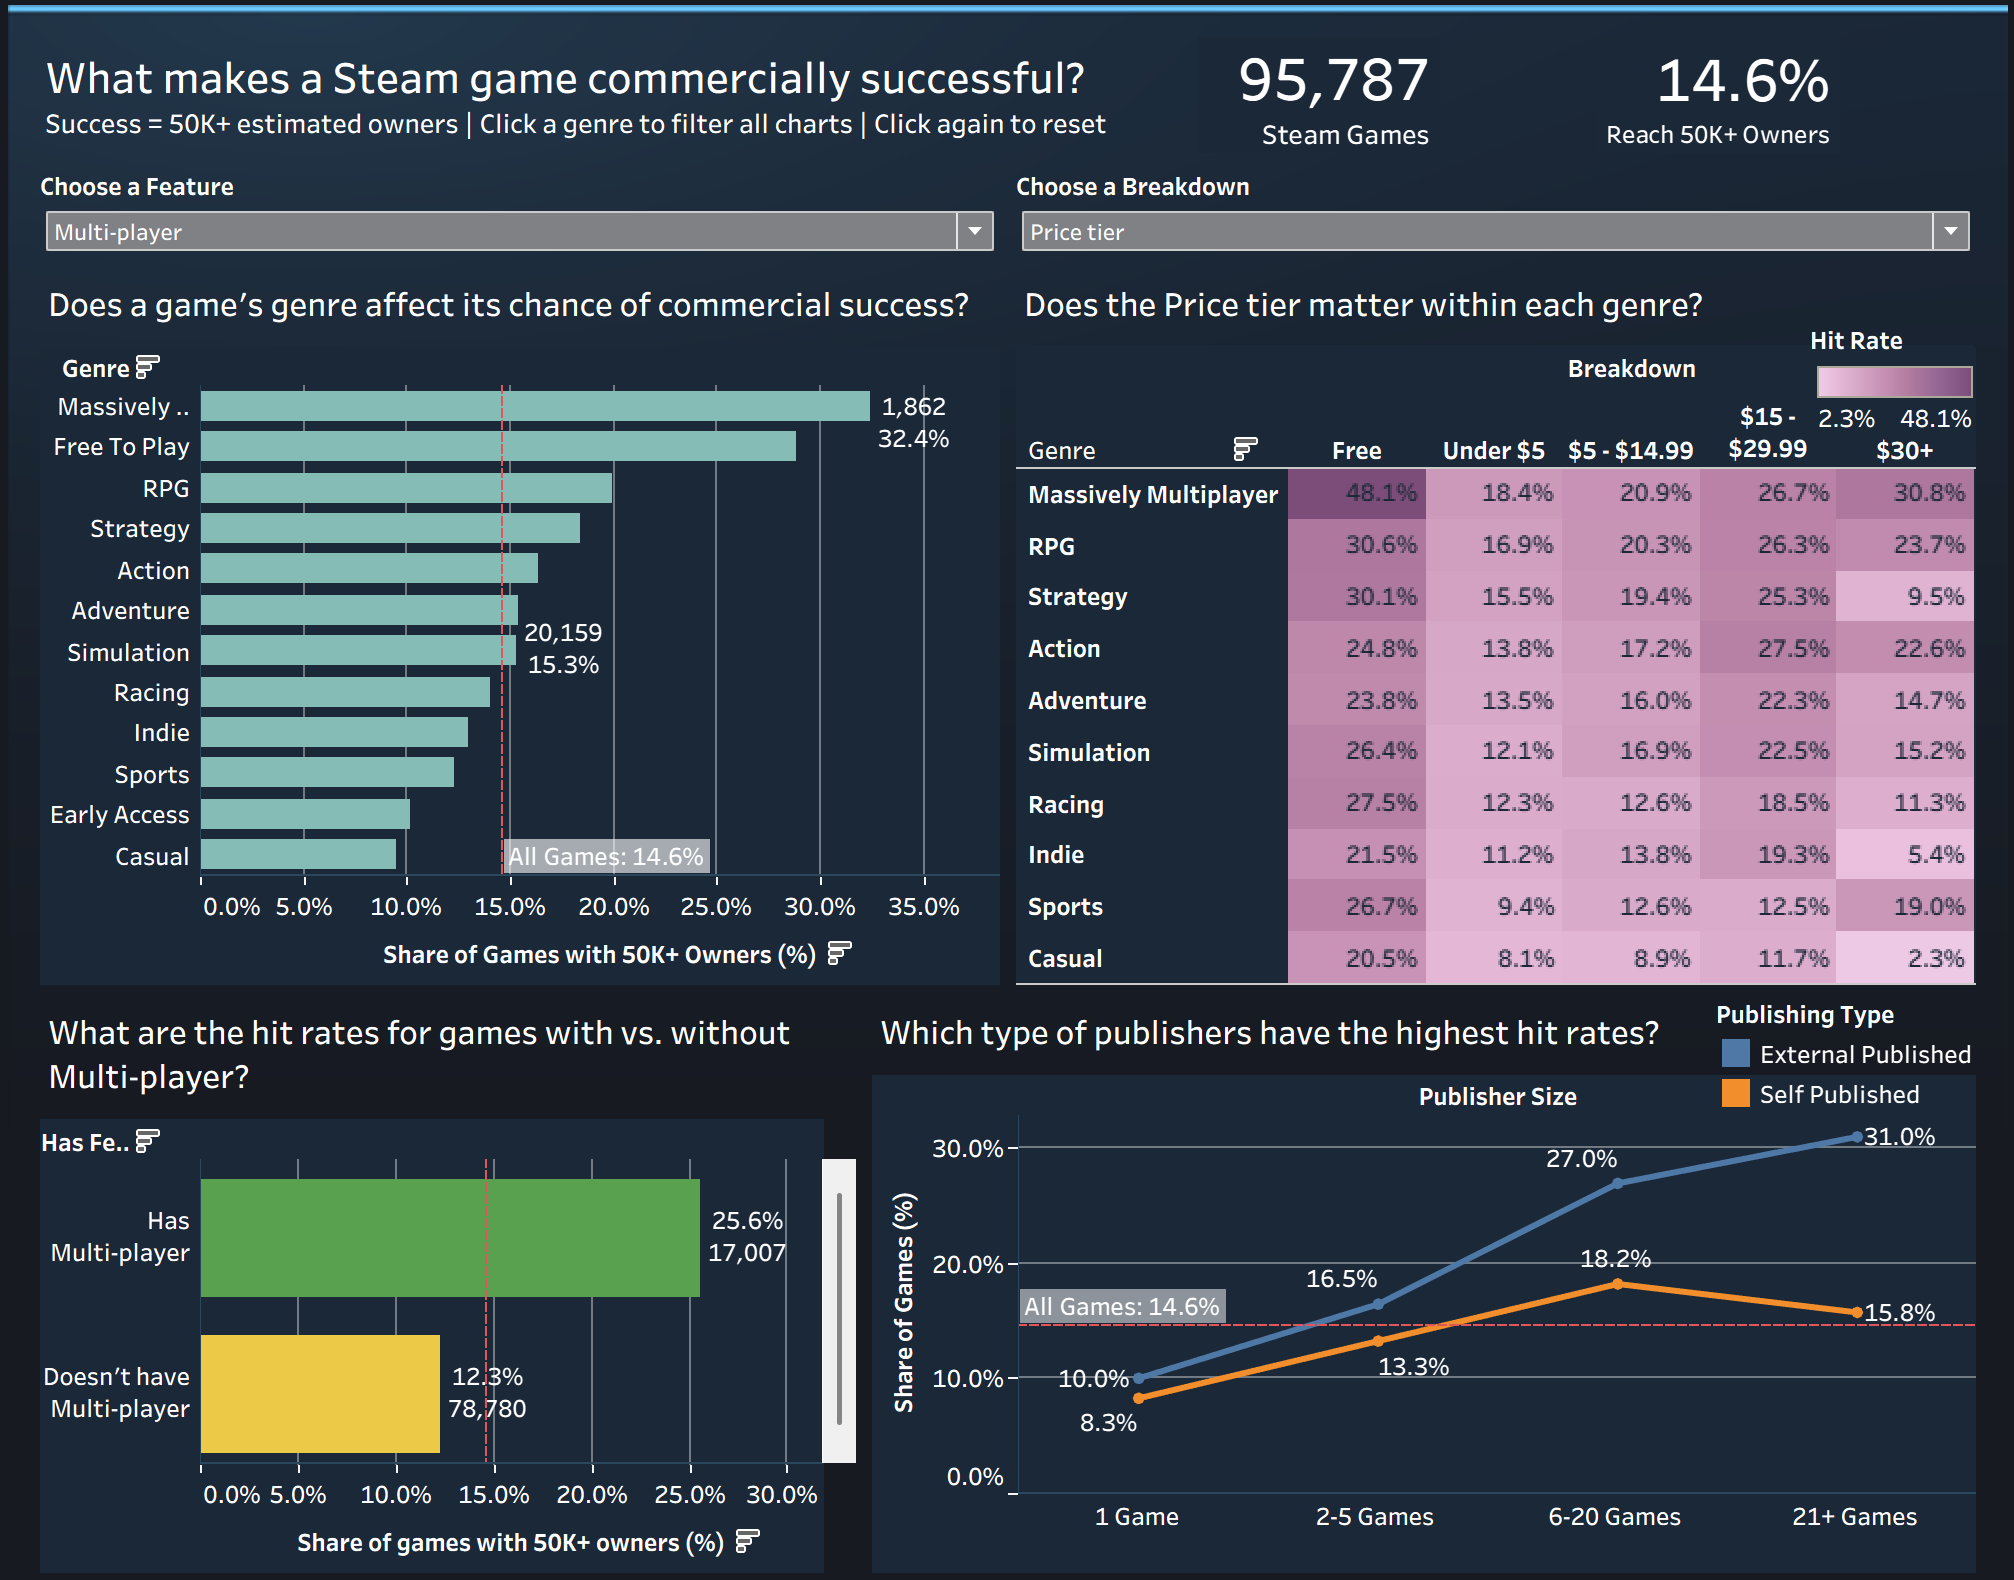 What makes a Steam game commercially successful?
Success = 50K+ estimated owners | Click a genre to filter all charts | Click again to reset
95,787
Steam Games
14.6%
Reach 50K+ Owners
Choose a Feature
Multi-player
Choose a Breakdown
Price tier
Does a game's genre affect its chance of commercial success?
Genre
Massively ..
1,862
32.4%
Free To Play
RPG
Strategy
Action
Adventure
Simulation
20,159
15.3%
Racing
Indie
Sports
Early Access
Casual
All Games: 14.6%
0.0% 5.0% 10.0% 15.0% 20.0% 25.0% 30.0% 35.0%
Share of Games with 50K+ Owners (%)
Does the Price tier matter within each genre?
Hit Rate
2.3% 48.1%
Breakdown
Genre Free Under $5 $5 - $14.99 $15 - $29.99 $30+
Massively Multiplayer 48.1% 18.4% 20.9% 26.7% 30.8%
RPG 30.6% 16.9% 20.3% 26.3% 23.7%
Strategy 30.1% 15.5% 19.4% 25.3% 9.5%
Action 24.8% 13.8% 17.2% 27.5% 22.6%
Adventure 23.8% 13.5% 16.0% 22.3% 14.7%
Simulation 26.4% 12.1% 16.9% 22.5% 15.2%
Racing 27.5% 12.3% 12.6% 18.5% 11.3%
Indie 21.5% 11.2% 13.8% 19.3% 5.4%
Sports 26.7% 9.4% 12.6% 12.5% 19.0%
Casual 20.5% 8.1% 8.9% 11.7% 2.3%
What are the hit rates for games with vs. without
Multi-player?
Has Fe..
Has
Multi-player
25.6%
17,007
Doesn't have
Multi-player
12.3%
78,780
0.0% 5.0% 10.0% 15.0% 20.0% 25.0% 30.0%
Share of games with 50K+ owners (%)
Which type of publishers have the highest hit rates?
Publishing Type
External Published
Self Published
Publisher Size
Share of Games (%)
30.0%
20.0%
10.0%
0.0%
All Games: 14.6%
10.0%
16.5%
27.0%
31.0%
8.3%
13.3%
18.2%
15.8%
1 Game 2-5 Games 6-20 Games 21+ Games